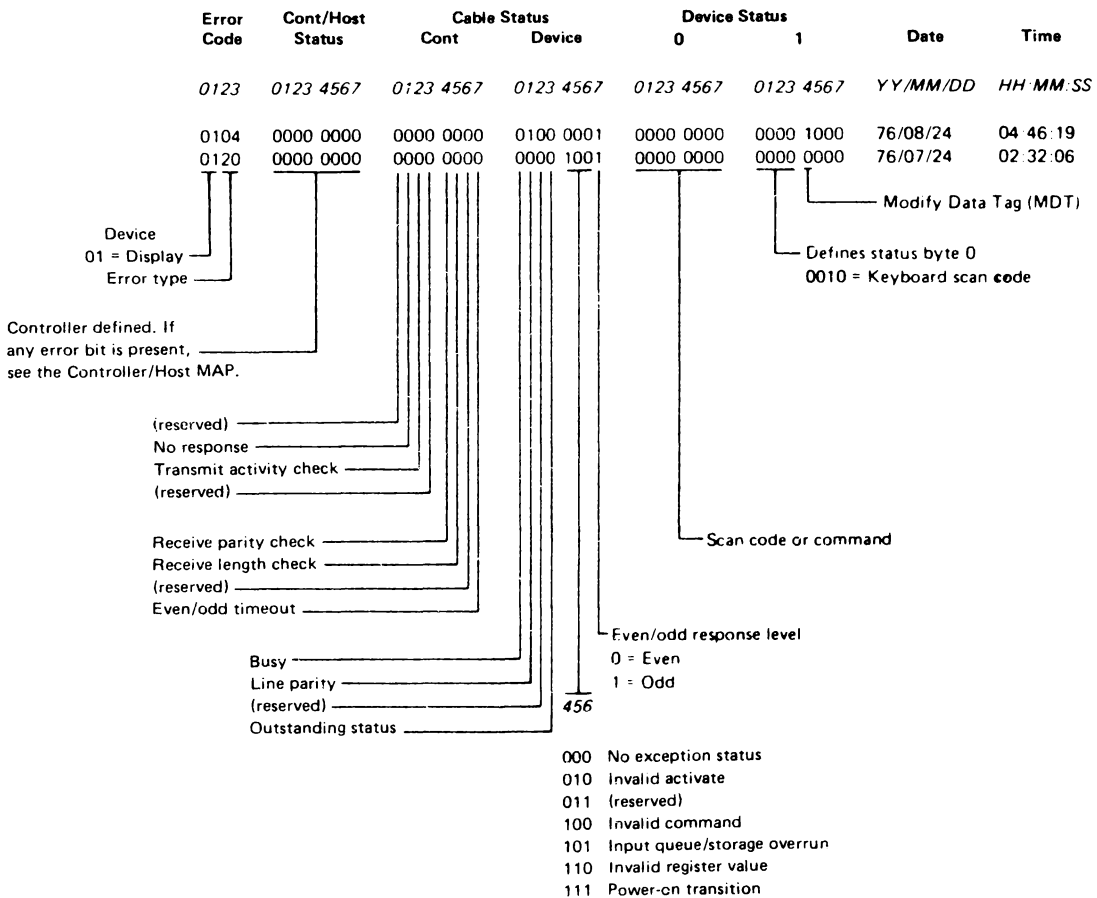 Error Cont/Host Cable Status Device Status
Code Status Cont Device 0 1 Date Time
0123 0123 4567 0123 4567 0123 4567 0123 4567 0123 4567 YY/MM/DD HH:MM:SS
0104 0000 0000 0000 0000 0100 0001 0000 0000 0000 1000 76/08/24 04:46:19
0120 0000 0000 0000 0000 0000 1001 0000 0000 0000 0000 76/07/24 02:32:06
Modify Data Tag (MDT)
Device
01 = Display
Error type
Defines status byte 0
0010 = Keyboard scan code
Controller defined. If
any error bit is present,
see the Controller/Host MAP.
(reserved)
No response
Transmit activity check
(reserved)
Receive parity check
Receive length check
(reserved)
Even/odd timeout
Scan code or command
Even/odd response level
0 = Even
1 = Odd
Busy
Line parity
(reserved)
Outstanding status
456
000 No exception status
010 Invalid activate
011 (reserved)
100 Invalid command
101 Input queue/storage overrun
110 Invalid register value
111 Power-on transition